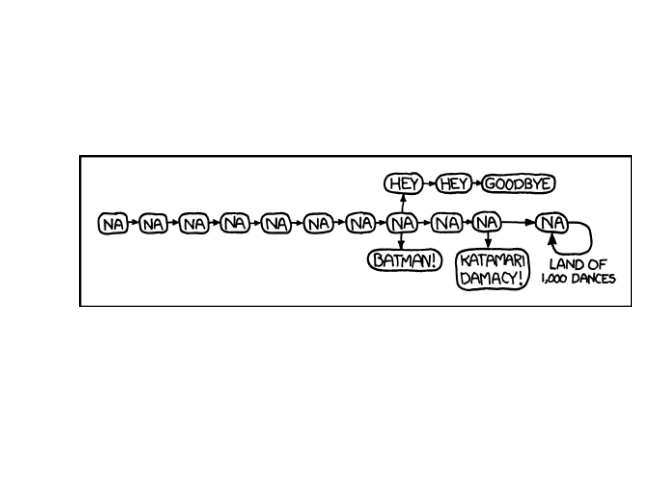 HEY HEY GOODBYE
NA NA NA NA NA NA NA NA NA NA NA
BATMAN!
KATAMARI
DAMACY!
LAND OF
1,000 DANCES